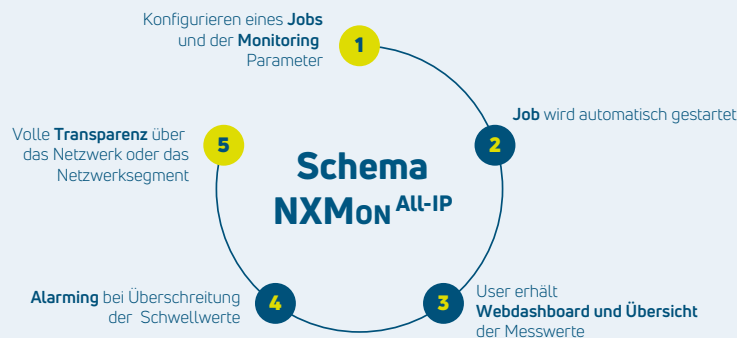 Konfigurieren eines Jobs
und der Monitoring
Parameter
1
Job wird automatisch gestartet
2
User erhält
Webdashboard und Übersicht
der Messwerte
3
Alarming bei Überschreitung
der Schwellwerte
4
Volle Transparenz über
das Netzwerk oder das
Netzwerksegment
5
Schema
NXMON All-IP